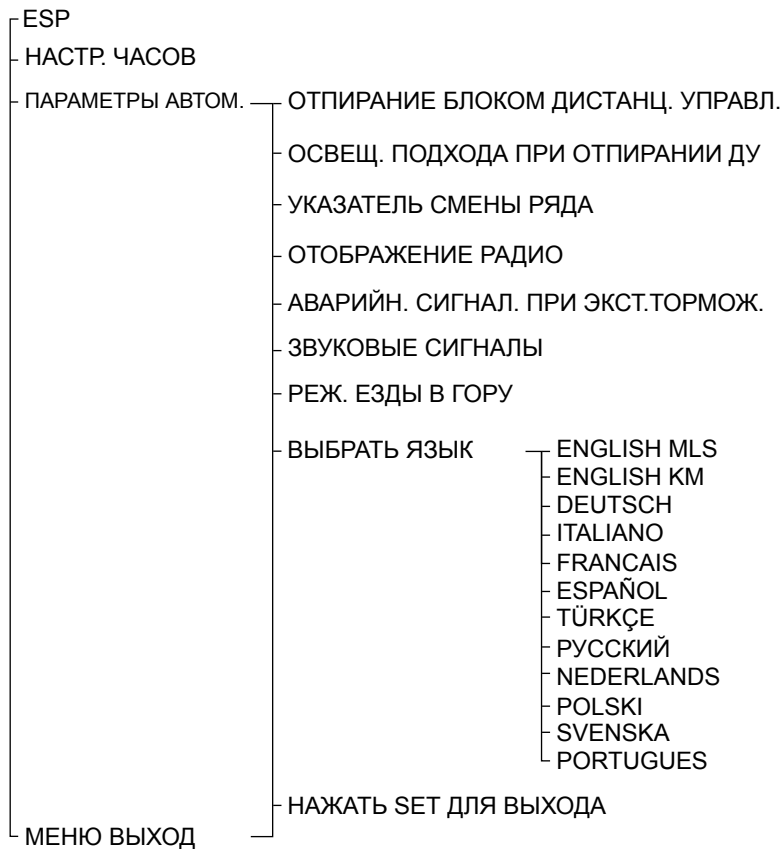 ESP
НАСТР. ЧАСОВ
ПАРАМЕТРЫ АВТОМ.
ОТПИРАНИЕ БЛОКОМ ДИСТАНЦ. УПРАВЛ.
ОСВЕЩ. ПОДХОДА ПРИ ОТПИРАНИИ ДУ
УКАЗАТЕЛЬ СМЕНЫ РЯДА
ОТОБРАЖЕНИЕ РАДИО
АВАРИЙН. СИГНАЛ. ПРИ ЭКСТ.ТОРМОЖ.
ЗВУКОВЫЕ СИГНАЛЫ
РЕЖ. ЕЗДЫ В ГОРУ
ВЫБРАТЬ ЯЗЫК
ENGLISH MLS
ENGLISH KM
DEUTSCH
ITALIANO
FRANCAIS
ESPAÑOL
TÜRKÇE
РУССКИЙ
NEDERLANDS
POLSKI
SVENSKA
PORTUGUES
НАЖАТЬ SET ДЛЯ ВЫХОДА
МЕНЮ ВЫХОД